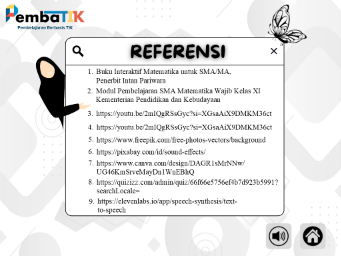 PembaTIK
Pembelajaran Berbasis TIK
REFERENSI
1. Buku Interaktif Matematika untuk SMA/MA,
Penerbit Intan Pariwara
2. Modul Pembelajaran SMA Matematika Wajib Kelas XI
Kementerian Pendidikan dan Kebudayaan
3. https://youtu.be/2mIQgRSsGyc?si=XGsaAiX9DMKM36ct
4. https://youtu.be/2mIQgRSsGyc?si=XGsaAiX9DMKM36ct
5. https://www.freepik.com/free-photos-vectors/background
6. https://pixabay.com/id/sound-effects/
7. https://www.canva.com/design/DAGR1sMrNNw/
UG46KmSrveMayDu1WnEBhQ
8. https://quizizz.com/admin/quiz/66f66e5756ef4b7d923b5991?
searchLocale=
9. https://elevenlabs.io/app/speech-synthesis/text-
to-speech